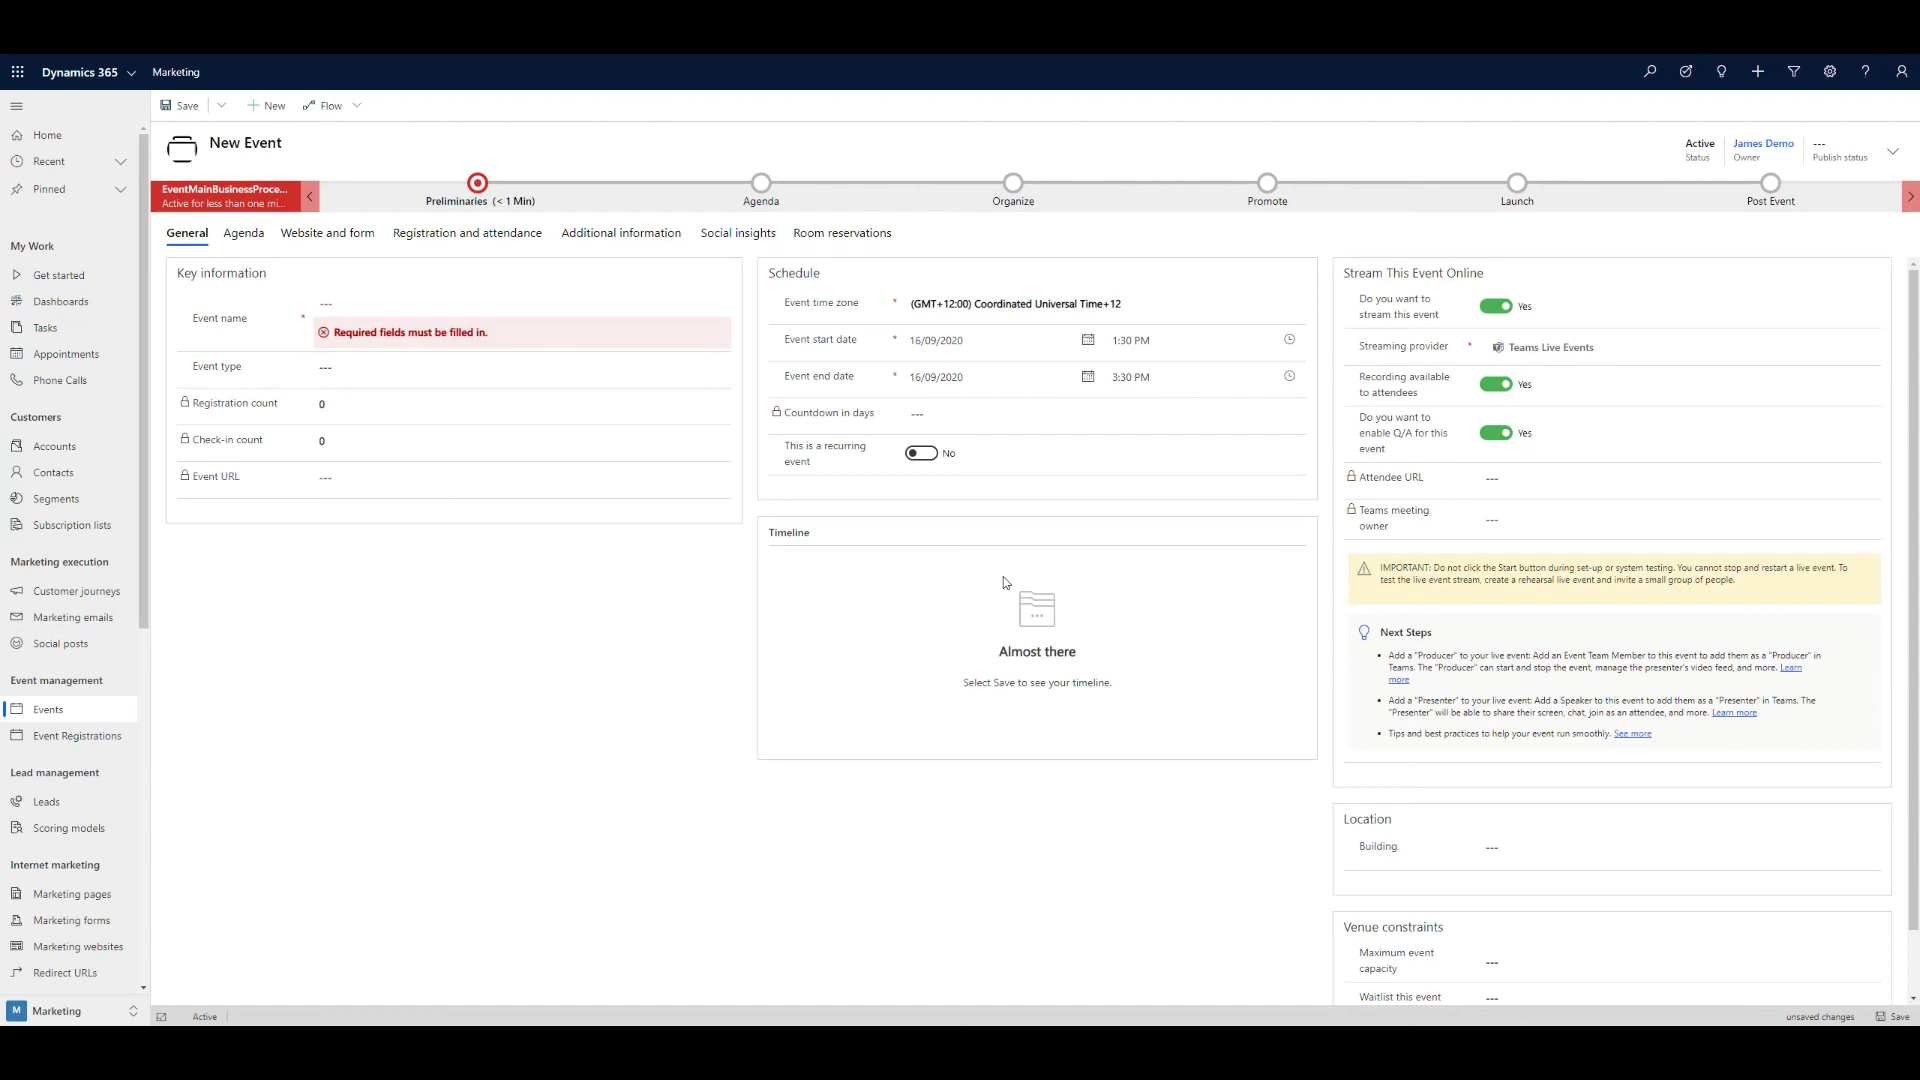 Dynamics 365
Marketing
Save
New
Flow
Home
Recent
Pinned
My Work
Get started
Dashboards
Tasks
Appointments
Phone Calls
Customers
Accounts
Contacts
Segments
Subscription lists
Marketing execution
Customer journeys
Marketing emails
Social posts
Event management
Events
Event Registrations
Lead management
Leads
Scoring models
Internet marketing
Marketing pages
Marketing forms
Marketing websites
Redirect URLs
M Marketing
New Event
Active
Status
James Demo
Owner
---
Publish status
EventMainBusinessProce...
Active for less than one mi...
Preliminaries (< 1 Min)
Agenda
Organize
Promote
Launch
Post Event
General
Agenda
Website and form
Registration and attendance
Additional information
Social insights
Room reservations
Key information
Event name
*
---
Required fields must be filled in.
Event type
---
Registration count
0
Check-in count
0
Event URL
---
Schedule
Event time zone
*
(GMT+12:00) Coordinated Universal Time+12
Event start date
*
16/09/2020
1:30 PM
Event end date
*
16/09/2020
3:30 PM
Countdown in days
---
This is a recurring
event
No
Timeline
Almost there
Select Save to see your timeline.
Stream This Event Online
Do you want to
stream this event
Yes
Streaming provider
*
Teams Live Events
Recording available
to attendees
Yes
Do you want to
enable Q/A for this
event
Yes
Attendee URL
---
Teams meeting
owner
---
IMPORTANT: Do not click the Start button during set-up or system testing. You cannot stop and restart a live event. To
test the live event stream, create a rehearsal live event and invite a small group of people.
Next Steps
• Add a "Producer" to your live event: Add an Event Team Member to this event to add them as a "Producer" in
Teams. The "Producer" can start and stop the event, manage the presenter's video feed, and more. Learn
more
• Add a "Presenter" to your live event: Add a Speaker to this event to add them as a "Presenter" in Teams. The
"Presenter" will be able to share their screen, chat, join as an attendee, and more. Learn more
• Tips and best practices to help your event run smoothly. See more
Location
Building
---
Venue constraints
Maximum event
capacity
---
Waitlist this event
---
Active
unsaved changes
Save